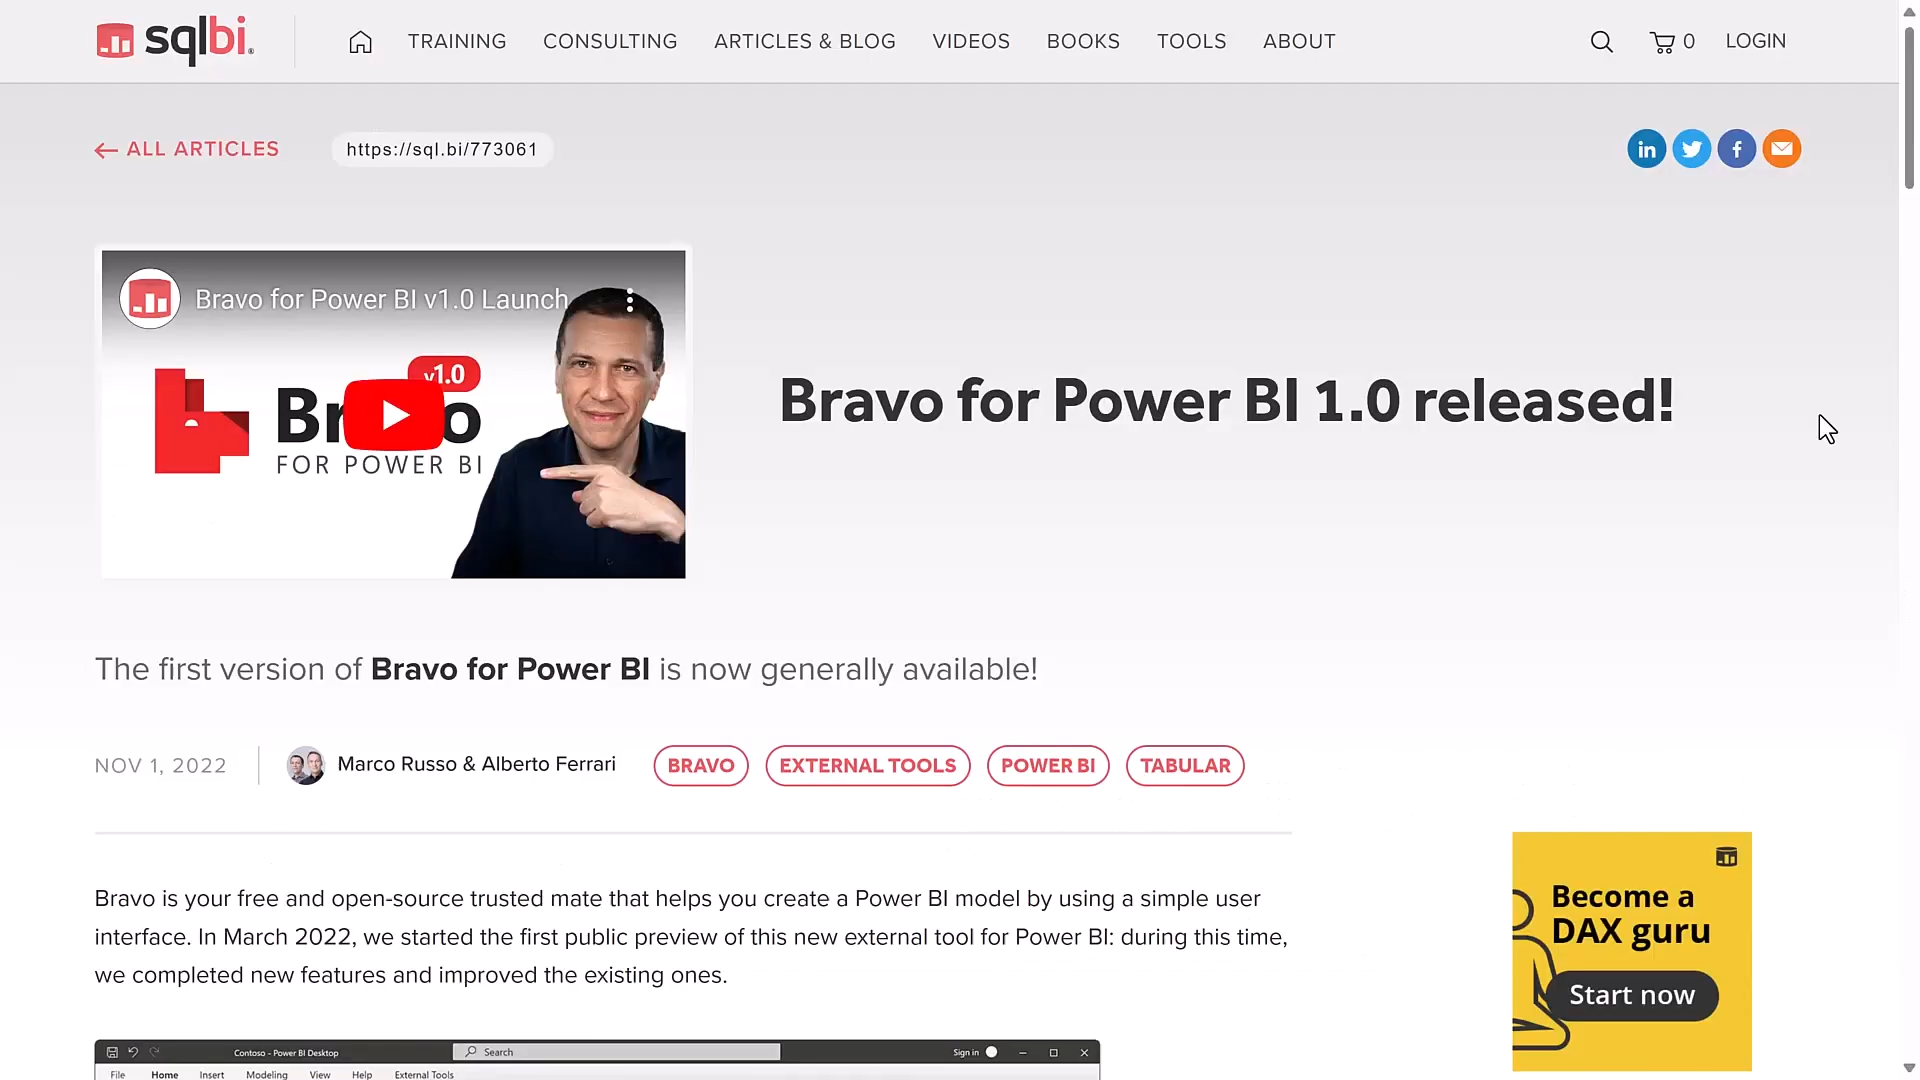 sqlbi.
TRAINING CONSULTING ARTICLES & BLOG VIDEOS BOOKS TOOLS ABOUT 0 LOGIN
← ALL ARTICLES https://sql.bi/773061
in f
Bravo for Power BI v1.0 Launch
v1.0
Br o
FOR POWER BI
Bravo for Power BI 1.0 released!
The first version of Bravo for Power BI is now generally available!
NOV 1, 2022 Marco Russo & Alberto Ferrari BRAVO EXTERNAL TOOLS POWER BI TABULAR
Bravo is your free and open-source trusted mate that helps you create a Power BI model by using a simple user
interface. In March 2022, we started the first public preview of this new external tool for Power BI: during this time,
we completed new features and improved the existing ones.
Become a
DAX guru
Start now
Contoso - Power BI Desktop Search Sign in
File Home Insert Modeling View Help External Tools